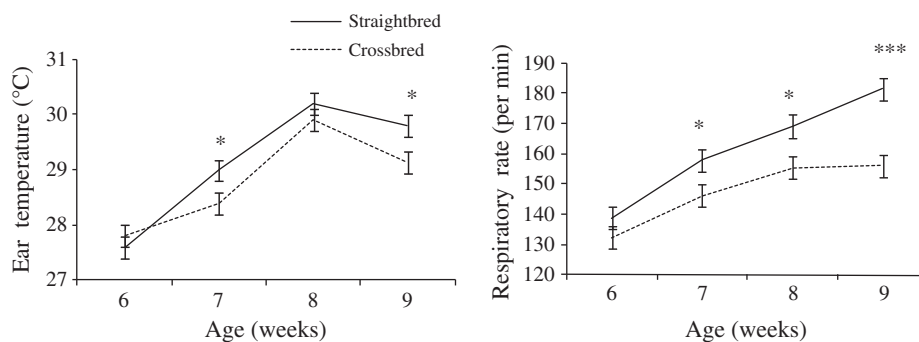 Straightbred
Crossbred
Ear temperature (°C)
31
30
29
28
27
*
*
6 7 8 9
Age (weeks)
Respiratory rate (per min)
190
180
170
160
150
140
130
120
*
*
***
6 7 8 9
Age (weeks)